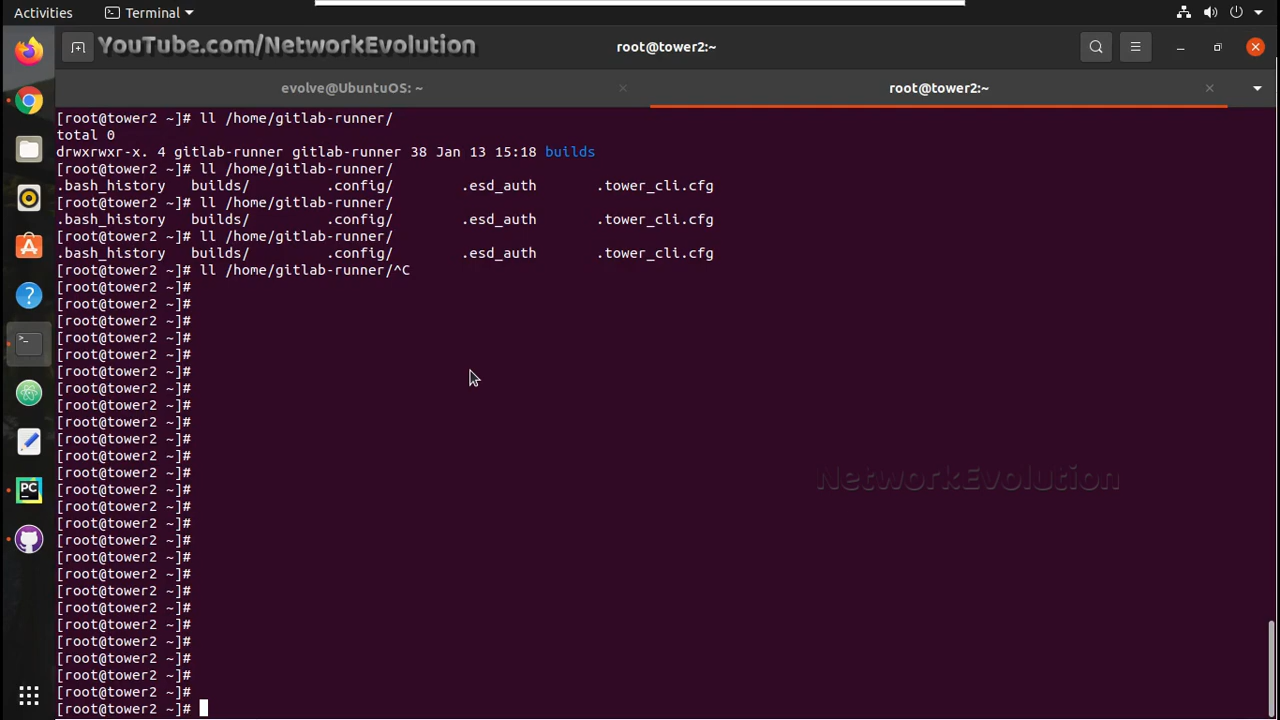 Activities Terminal
YouTube.com/NetworkEvolution root@tower2:~
evolve@UbuntuOS: ~ root@tower2:~
[root@tower2 ~]# ll /home/gitlab-runner/
total 0
drwxrwxr-x. 4 gitlab-runner gitlab-runner 38 Jan 13 15:18 builds
[root@tower2 ~]# ll /home/gitlab-runner/
.bash_history builds/ .config/ .esd_auth .tower_cli.cfg
[root@tower2 ~]# ll /home/gitlab-runner/
.bash_history builds/ .config/ .esd_auth .tower_cli.cfg
[root@tower2 ~]# ll /home/gitlab-runner/
.bash_history builds/ .config/ .esd_auth .tower_cli.cfg
[root@tower2 ~]# ll /home/gitlab-runner/^C
[root@tower2 ~]#
[root@tower2 ~]#
[root@tower2 ~]#
[root@tower2 ~]#
[root@tower2 ~]#
[root@tower2 ~]#
[root@tower2 ~]#
[root@tower2 ~]#
[root@tower2 ~]#
[root@tower2 ~]#
[root@tower2 ~]#
[root@tower2 ~]#
NetworkEvolution
[root@tower2 ~]#
[root@tower2 ~]#
[root@tower2 ~]#
[root@tower2 ~]#
[root@tower2 ~]#
[root@tower2 ~]#
[root@tower2 ~]#
[root@tower2 ~]#
[root@tower2 ~]#
[root@tower2 ~]#
[root@tower2 ~]#
[root@tower2 ~]#
[root@tower2 ~]#
[root@tower2 ~]#